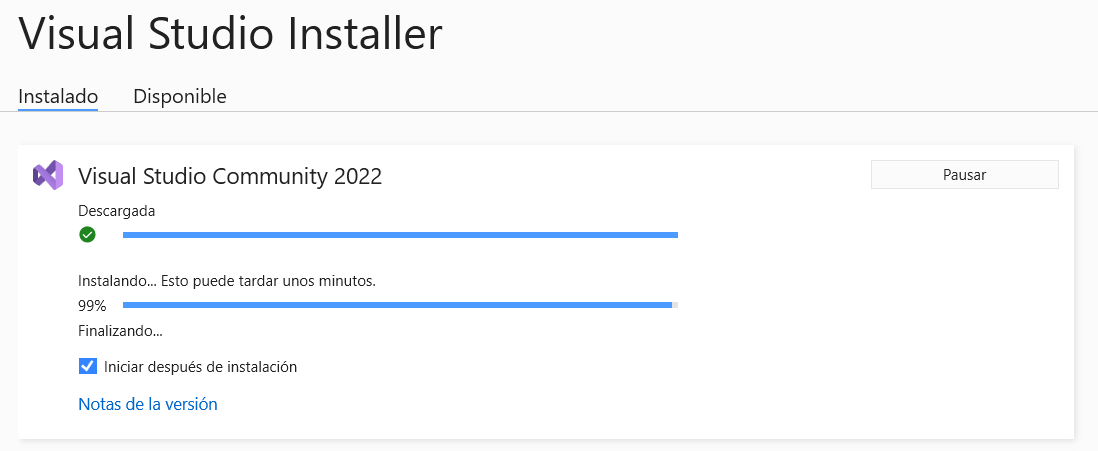 Visual Studio Installer
Instalado Disponible
Visual Studio Community 2022 Pausar
Descargada
Instalando... Esto puede tardar unos minutos.
99%
Finalizando...
Iniciar después de instalación
Notas de la versión